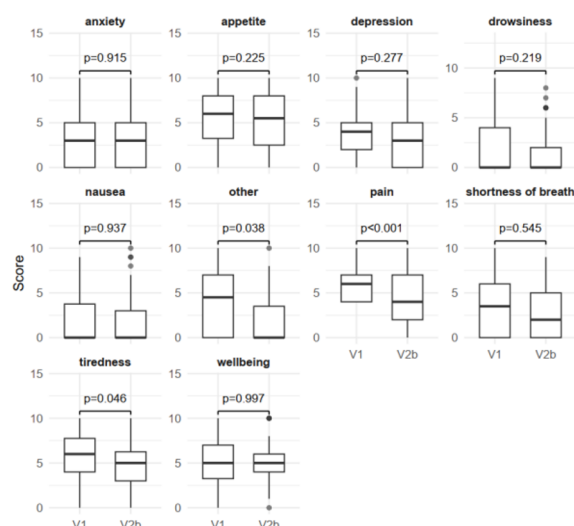 anxiety appetite depression drowsiness
15 15 15
p=0.915 p=0.225 p=0.277 p=0.219
10 10 10 10
5 5 5 5
0 0 0 0
nausea other pain shortness of breath
15 15 15 15
p=0.937 p=0.038 p<0.001 p=0.545
10 10 10 10
5 5 5 5
0 0 0 0
V1 V2b V1 V2b
Score
tiredness wellbeing
15 15
p=0.046 p=0.997
10 10
5 5
0 0
V1 V2b V1 V2b